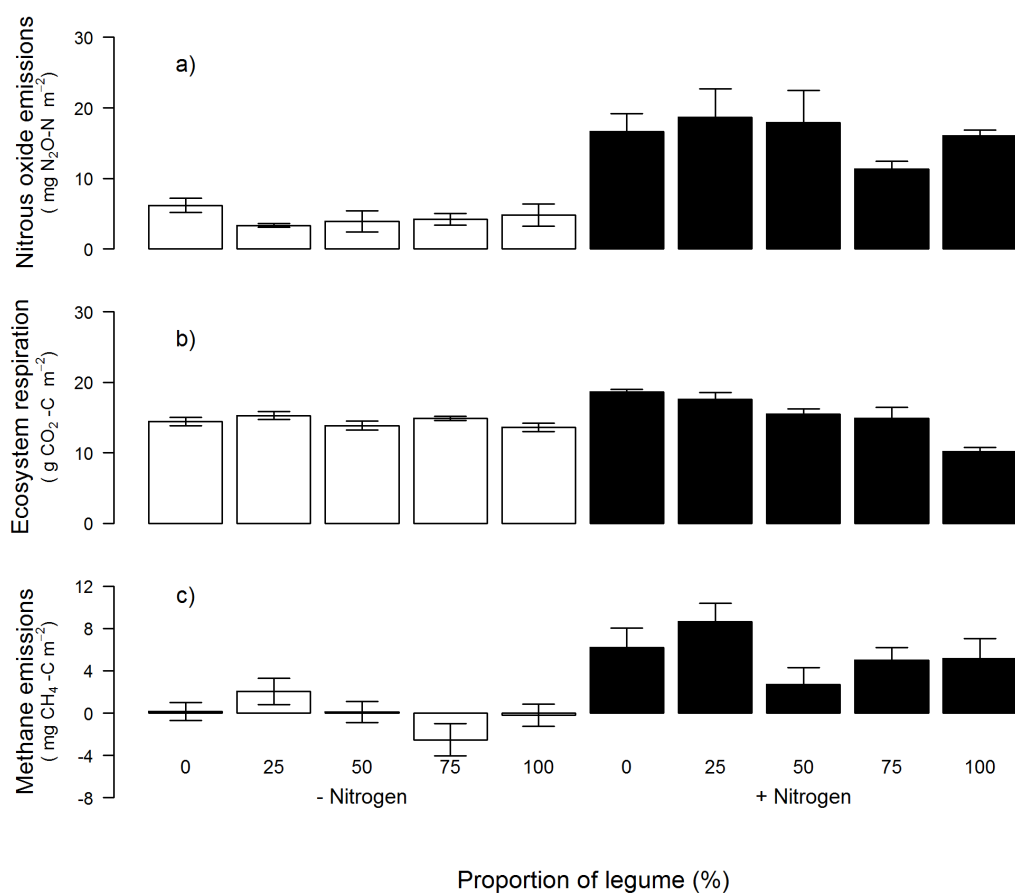 a)
Nitrous oxide emissions
( mg N₂O-N m⁻²)
30
20
10
0
b)
Ecosystem respiration
( g CO₂ -C m⁻²)
30
20
10
0
c)
Methane emissions
( mg CH₄ -C m⁻²)
12
8
4
0
-4
-8
0 25 50 75 100 0 25 50 75 100
- Nitrogen + Nitrogen
Proportion of legume (%)